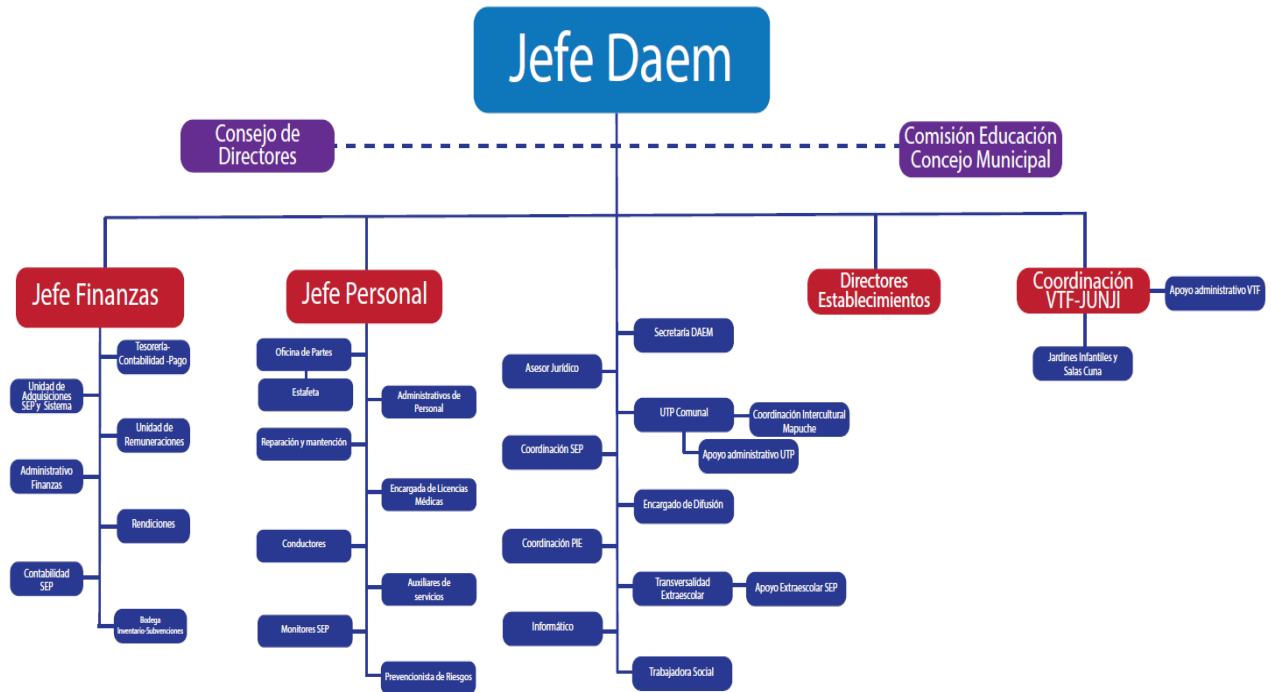 Jefe Daem
Consejo de
Directores
Comisión Educación
Concejo Municipal
Jefe Finanzas
Tesorería-
Contabilidad -Pago
Unidad de
Adquisiciones
SEP y Sistema
Unidad de
Remuneraciones
Administrativo
Finanzas
Rendiciones
Contabilidad
SEP
Bodega
Inventario-Subvenciones
Jefe Personal
Oficina de Partes
Estafeta
Administrativos de
Personal
Reparación y mantención
Encargada de Licencias
Médicas
Conductores
Auxiliares de
servicios
Monitores SEP
Prevencionista de Riesgos
Secretaría DAEM
Asesor Jurídico
UTP Comunal
Coordinación Intercultural
Mapuche
Apoyo administrativo UTP
Coordinación SEP
Encargado de Difusión
Coordinación PIE
Transversalidad
Extraescolar
Apoyo Extraescolar SEP
Informático
Trabajadora Social
Directores
Establecimientos
Coordinación
VTF-JUNJI
Apoyo administrativo VTF
Jardines Infantiles y
Salas Cuna